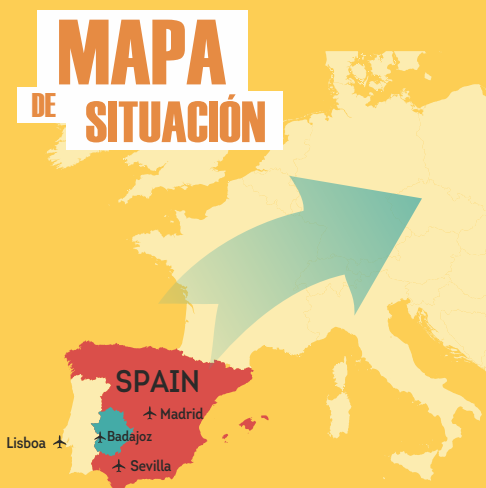 MAPA
DE
SITUACIÓN
SPAIN
Madrid
Badajoz
Lisboa
Sevilla